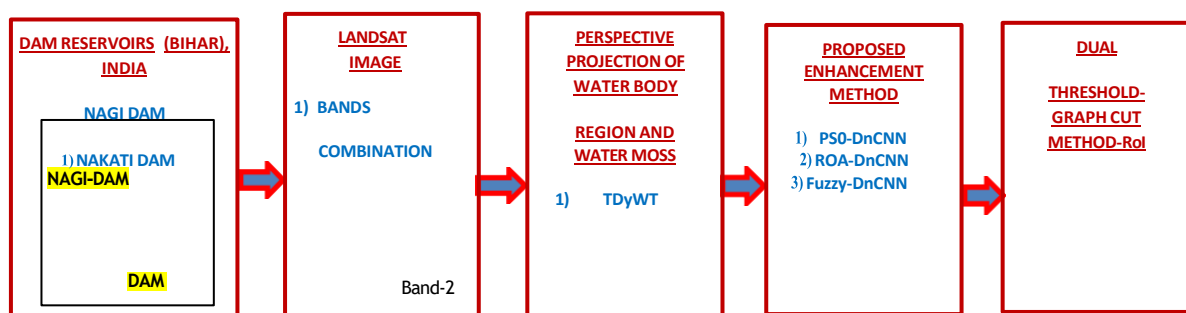 DAM RESERVOIRS (BIHAR),
INDIA
NAGI DAM
1) NAKATI DAM
NAGI-DAM
DAM
LANDSAT
IMAGE
1) BANDS
COMBINATION
Band-2
PERSPECTIVE
PROJECTION OF
WATER BODY
REGION AND
WATER MOSS
1) TDyWT
PROPOSED
ENHANCEMENT
METHOD
1) PS0-DnCNN
2) ROA-DnCNN
3) Fuzzy-DnCNN
DUAL
THRESHOLD-
GRAPH CUT
METHOD-RoI